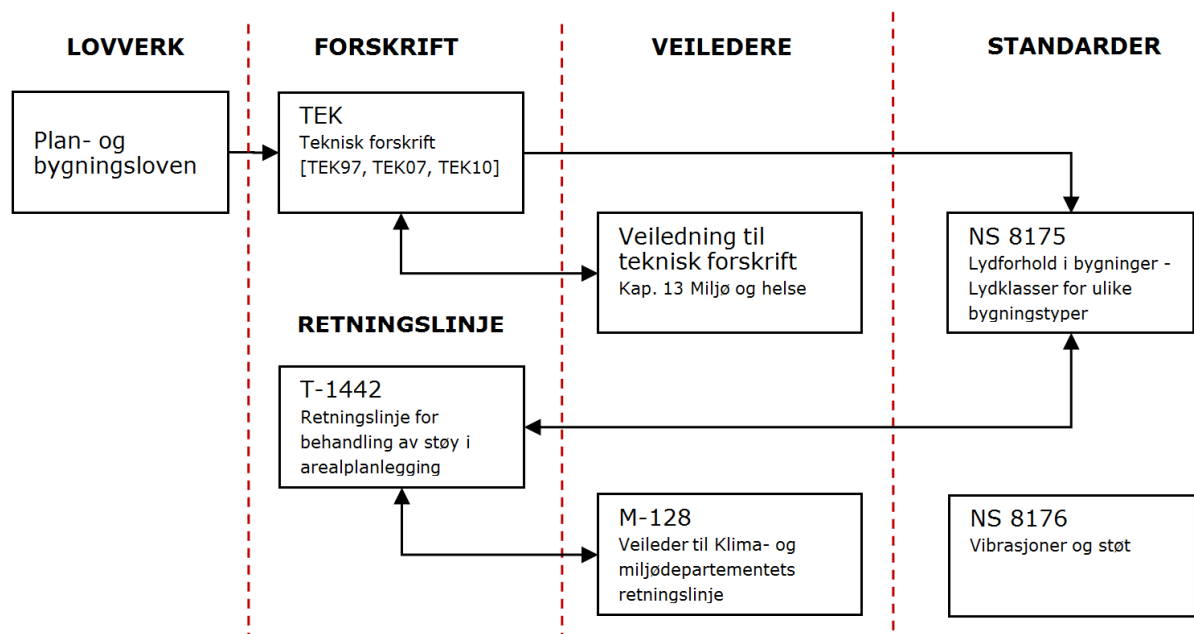 LOVVERK
FORSKRIFT
VEILEDERE
STANDARDER
Plan- og
bygningsloven
TEK
Teknisk forskrift
[TEK97, TEK07, TEK10]
Veiledning til
teknisk forskrift
Kap. 13 Miljø og helse
NS 8175
Lydforhold i bygninger -
Lydklasser for ulike
bygningstyper
RETNINGSLINJE
T-1442
Retningslinje for
behandling av støy i
arealplanlegging
M-128
Veileder til Klima- og
miljødepartementets
retningslinje
NS 8176
Vibrasjoner og støt